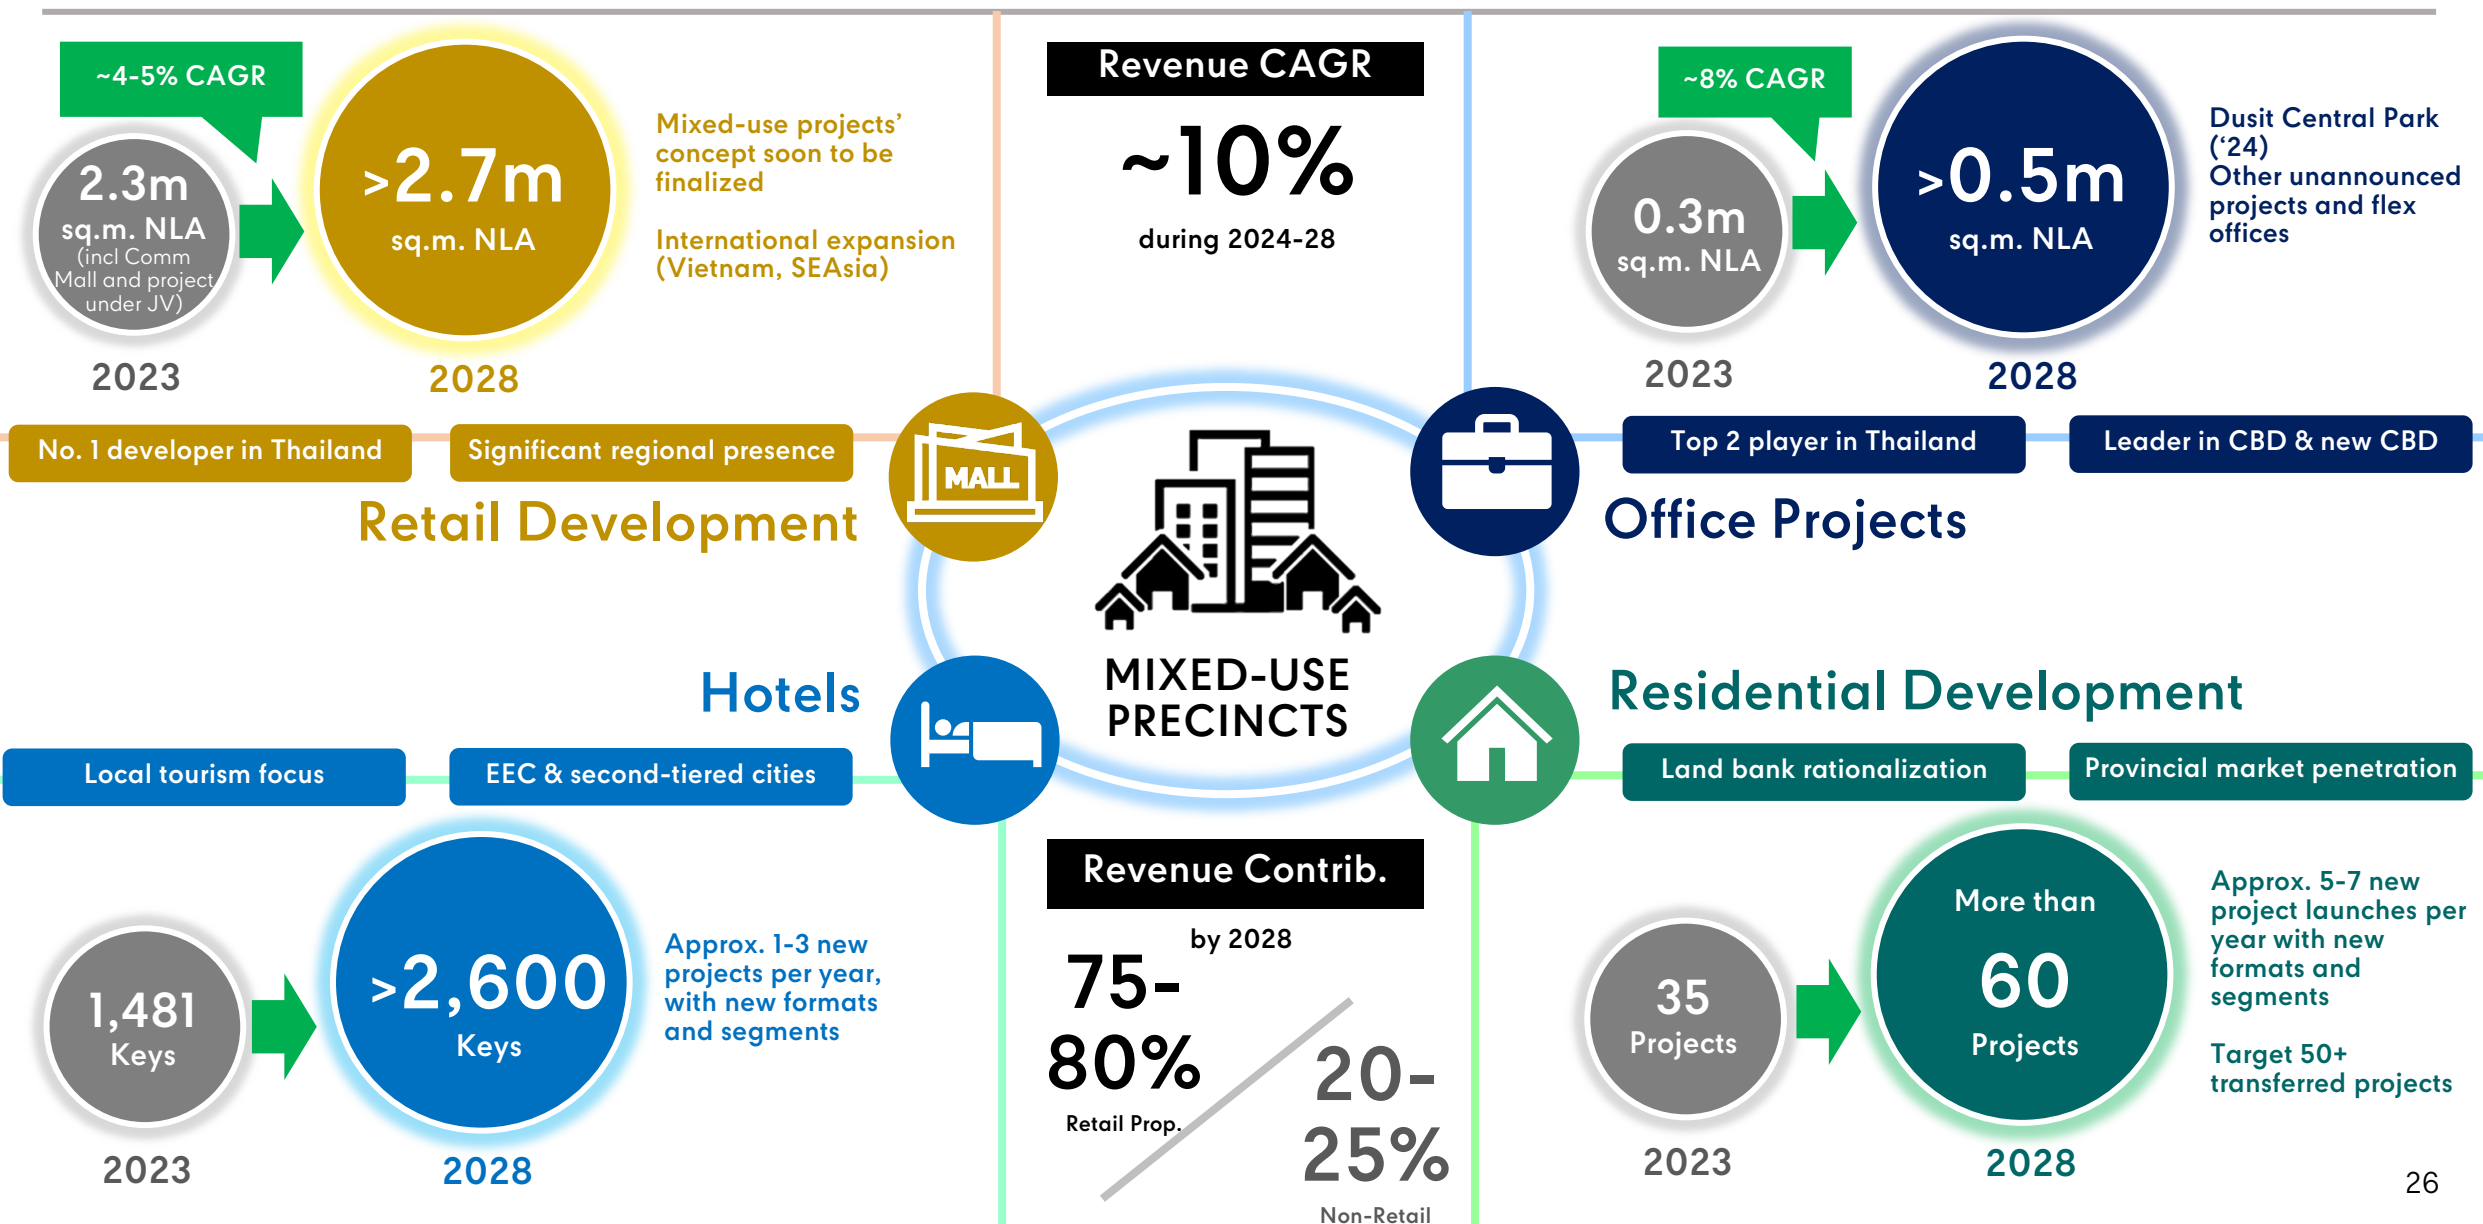 ~4-5% CAGR
2.3m
sq.m. NLA
(incl Comm
Mall and project
under JV)
2023
>2.7m
sq.m. NLA
2028
Mixed-use projects’
concept soon to be
finalized
International expansion
(Vietnam, SEAsia)
No. 1 developer in Thailand
Significant regional presence
Retail Development
MALL
Revenue CAGR
~10%
during 2024-28
~8% CAGR
0.3m
sq.m. NLA
2023
>0.5m
sq.m. NLA
2028
Dusit Central Park
(‘24)
Other unannounced
projects and flex
offices
Top 2 player in Thailand
Leader in CBD & new CBD
Office Projects
MIXED-USE
PRECINCTS
Hotels
Local tourism focus
EEC & second-tiered cities
1,481
Keys
2023
>2,600
Keys
2028
Approx. 1-3 new
projects per year,
with new formats
and segments
Revenue Contrib.
by 2028
75-
80%
Retail Prop.
20-
25%
Non-Retail
Residential Development
Land bank rationalization
Provincial market penetration
35
Projects
2023
More than
60
Projects
2028
Approx. 5-7 new
project launches per
year with new
formats and
segments
Target 50+
transferred projects
26